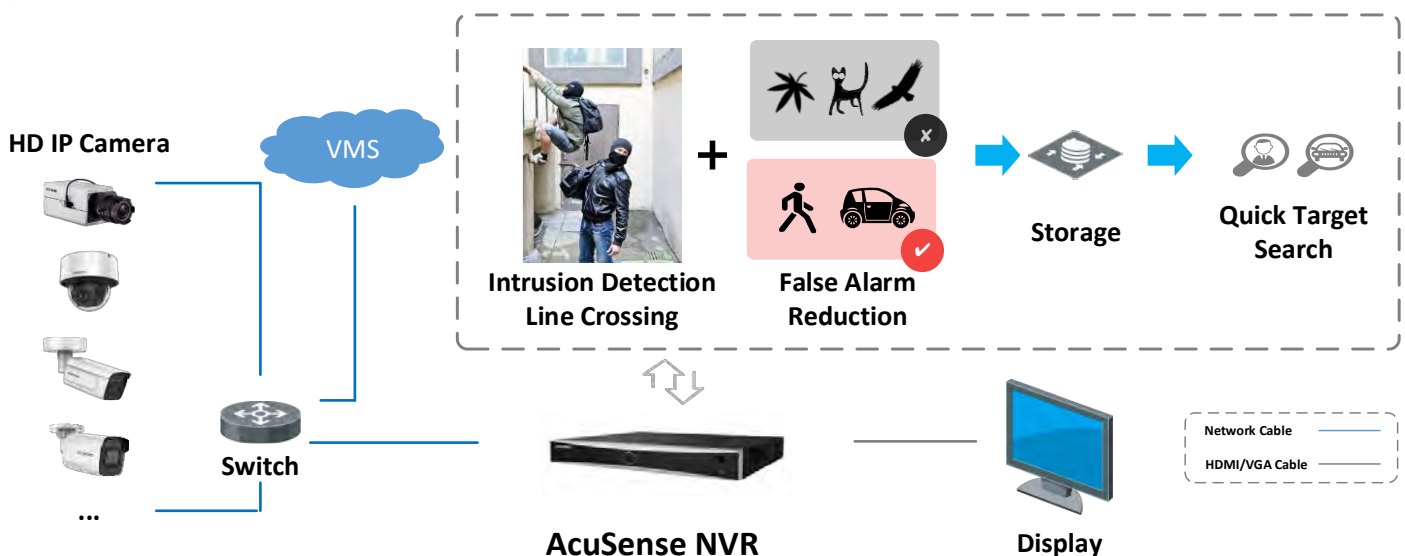 HD IP Camera
VMS
Intrusion Detection
Line Crossing
False Alarm
Reduction
Storage
Quick Target
Search
Switch
...
AcuSense NVR
Display
Network Cable
HDMI/VGA Cable